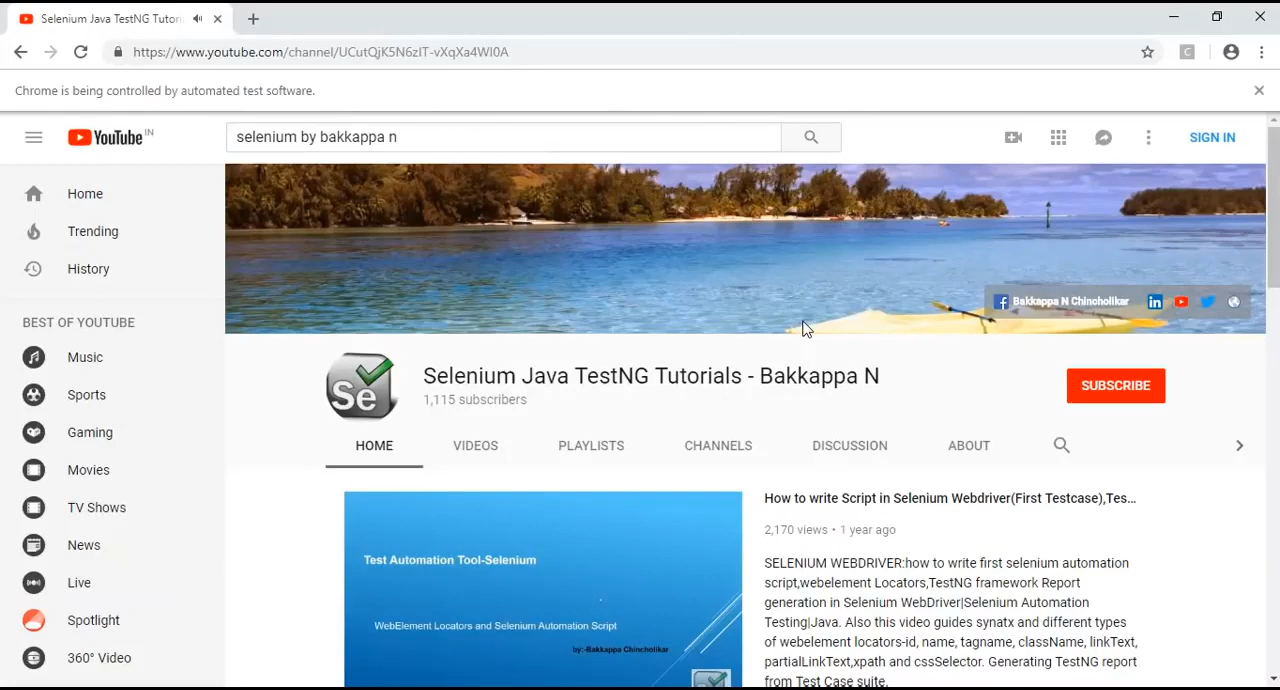 Selenium Java TestNG Tutor
https://www.youtube.com/channel/UCutQjK5N6zIT-vXqXa4WI0A
Chrome is being controlled by automated test software.
YouTube IN
selenium by bakkappa n
SIGN IN
Home
Trending
History
BEST OF YOUTUBE
Music
Sports
Gaming
Movies
TV Shows
News
Live
Spotlight
360° Video
Bakkappa N Chincholikar
Se
Selenium Java TestNG Tutorials - Bakkappa N
1,115 subscribers
SUBSCRIBE
HOME VIDEOS PLAYLISTS CHANNELS DISCUSSION ABOUT
Test Automation Tool-Selenium
WebElement Locators and Selenium Automation Script
by:-Bakkappa Chincholikar
How to write Script in Selenium Webdriver(First Testcase),Tes...
2,170 views • 1 year ago
SELENIUM WEBDRIVER:how to write first selenium automation
script,webelement Locators,TestNG framework Report
generation in Selenium WebDriver|Selenium Automation
Testing|Java. Also this video guides synatx and different types
of webelement locators-id, name, tagname, className, linkText,
partialLinkText,xpath and cssSelector. Generating TestNG report
from Test Case suite.